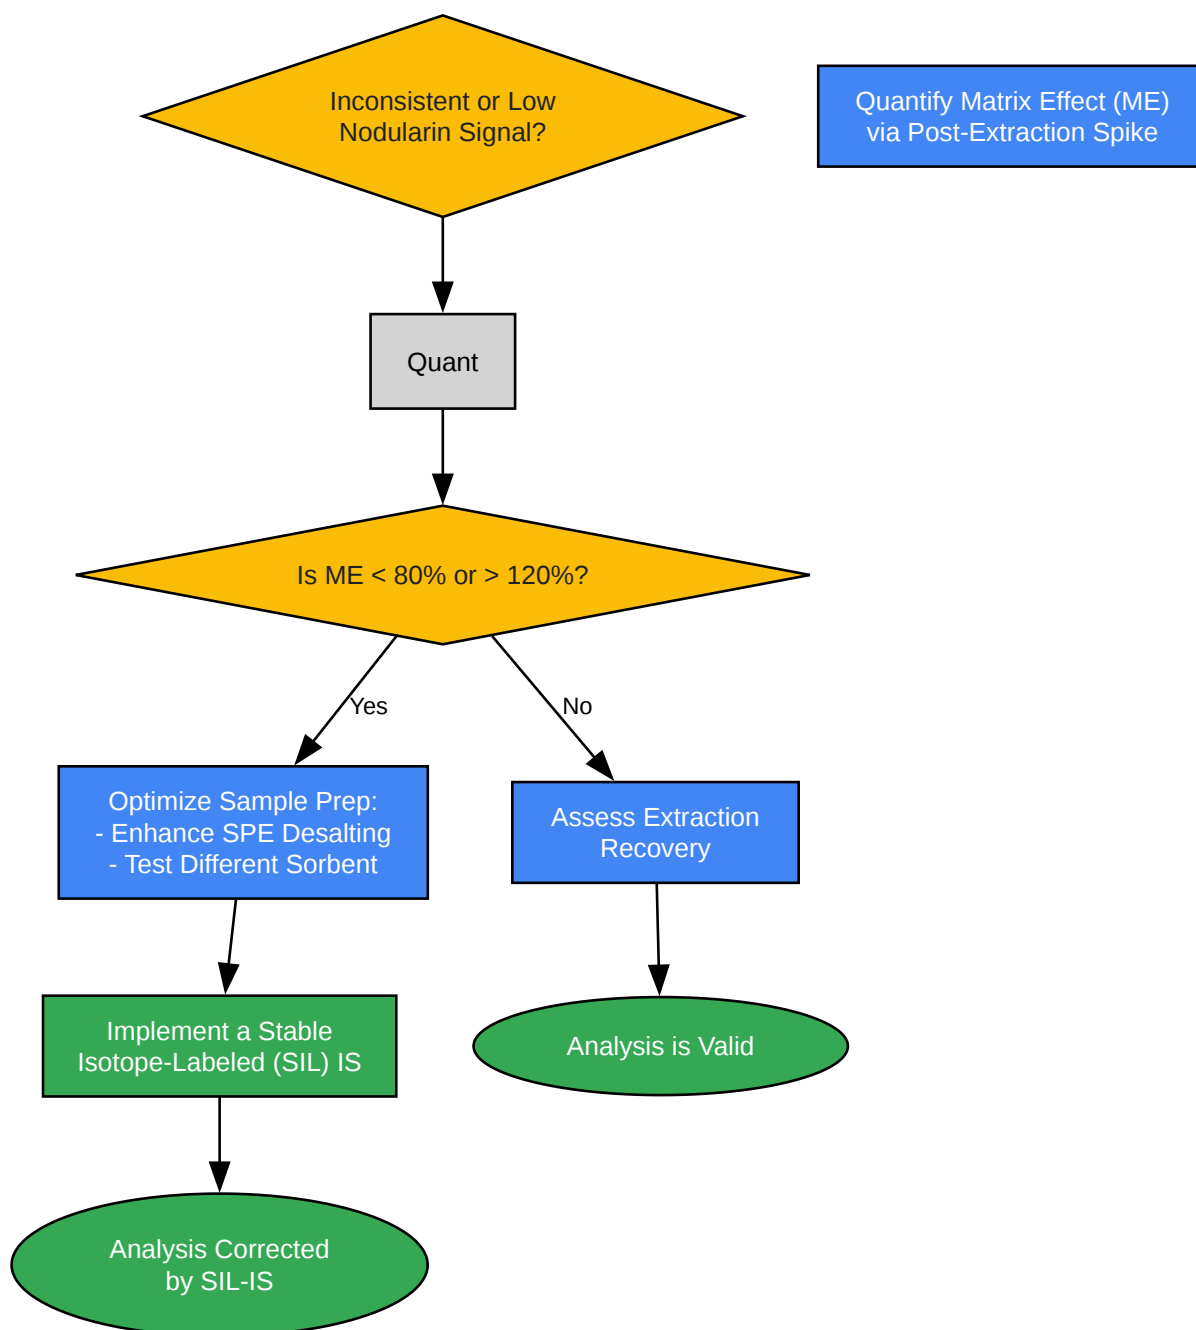 Inconsistent or Low
Nodularin Signal?
Quantify Matrix Effect (ME)
via Post-Extraction Spike
Quant
Is ME < 80% or > 120%?
Yes
No
Optimize Sample Prep:
- Enhance SPE Desalting
- Test Different Sorbent
Assess Extraction
Recovery
Implement a Stable
Isotope-Labeled (SIL) IS
Analysis is Valid
Analysis Corrected
by SIL-IS